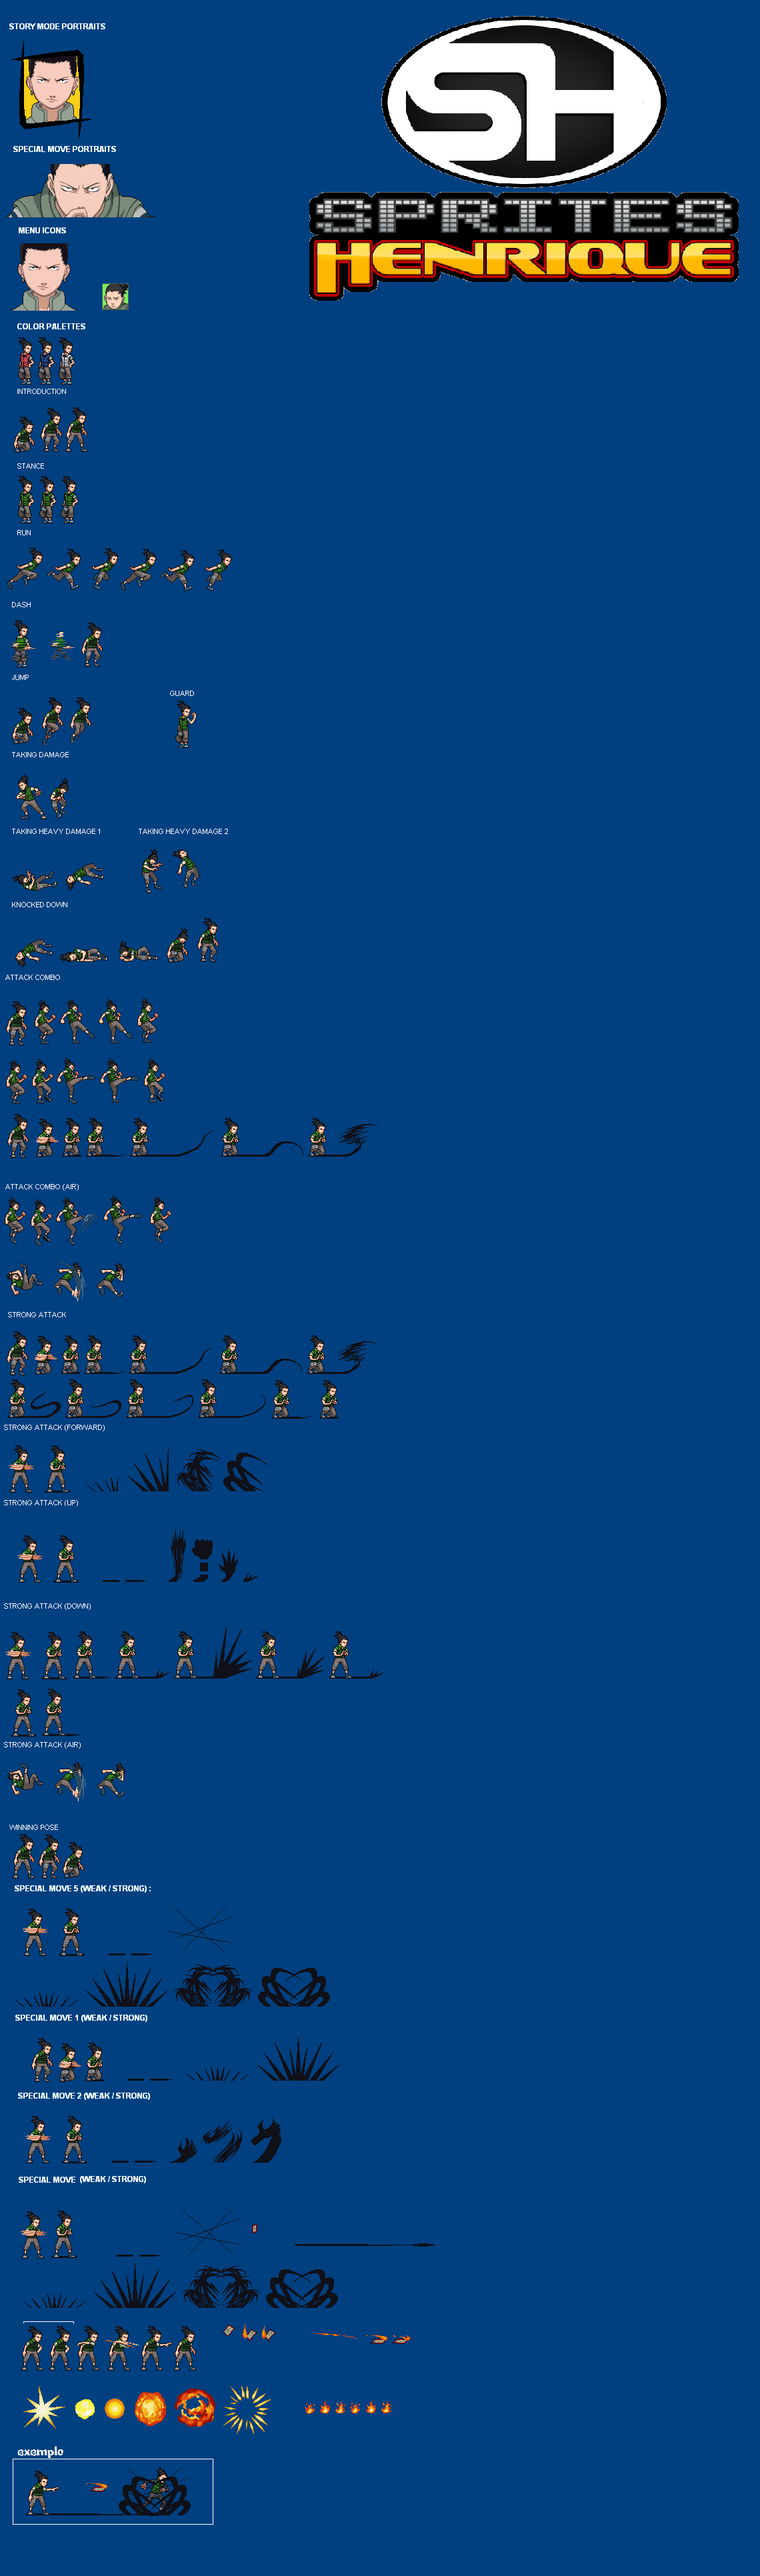 STORY MODE PORTRAITS
SH
SPECIAL MOVE PORTRAITS
SPRITES
HENRIQUE
MENU ICONS
COLOR PALETTES
INTRODUCTION
STANCE
RUN
DASH
JUMP
GUARD
TAKING DAMAGE
TAKING HEAVY DAMAGE 1
TAKING HEAVY DAMAGE 2
KNOCKED DOWN
ATTACK COMBO
ATTACK COMBO (AIR)
STRONG ATTACK
STRONG ATTACK (FORWARD)
STRONG ATTACK (UP)
STRONG ATTACK (DOWN)
STRONG ATTACK (AIR)
WINNING POSE
SPECIAL MOVE 5 (WEAK / STRONG) :
SPECIAL MOVE 1 (WEAK / STRONG)
SPECIAL MOVE 2 (WEAK / STRONG)
SPECIAL MOVE (WEAK / STRONG)
exemplo